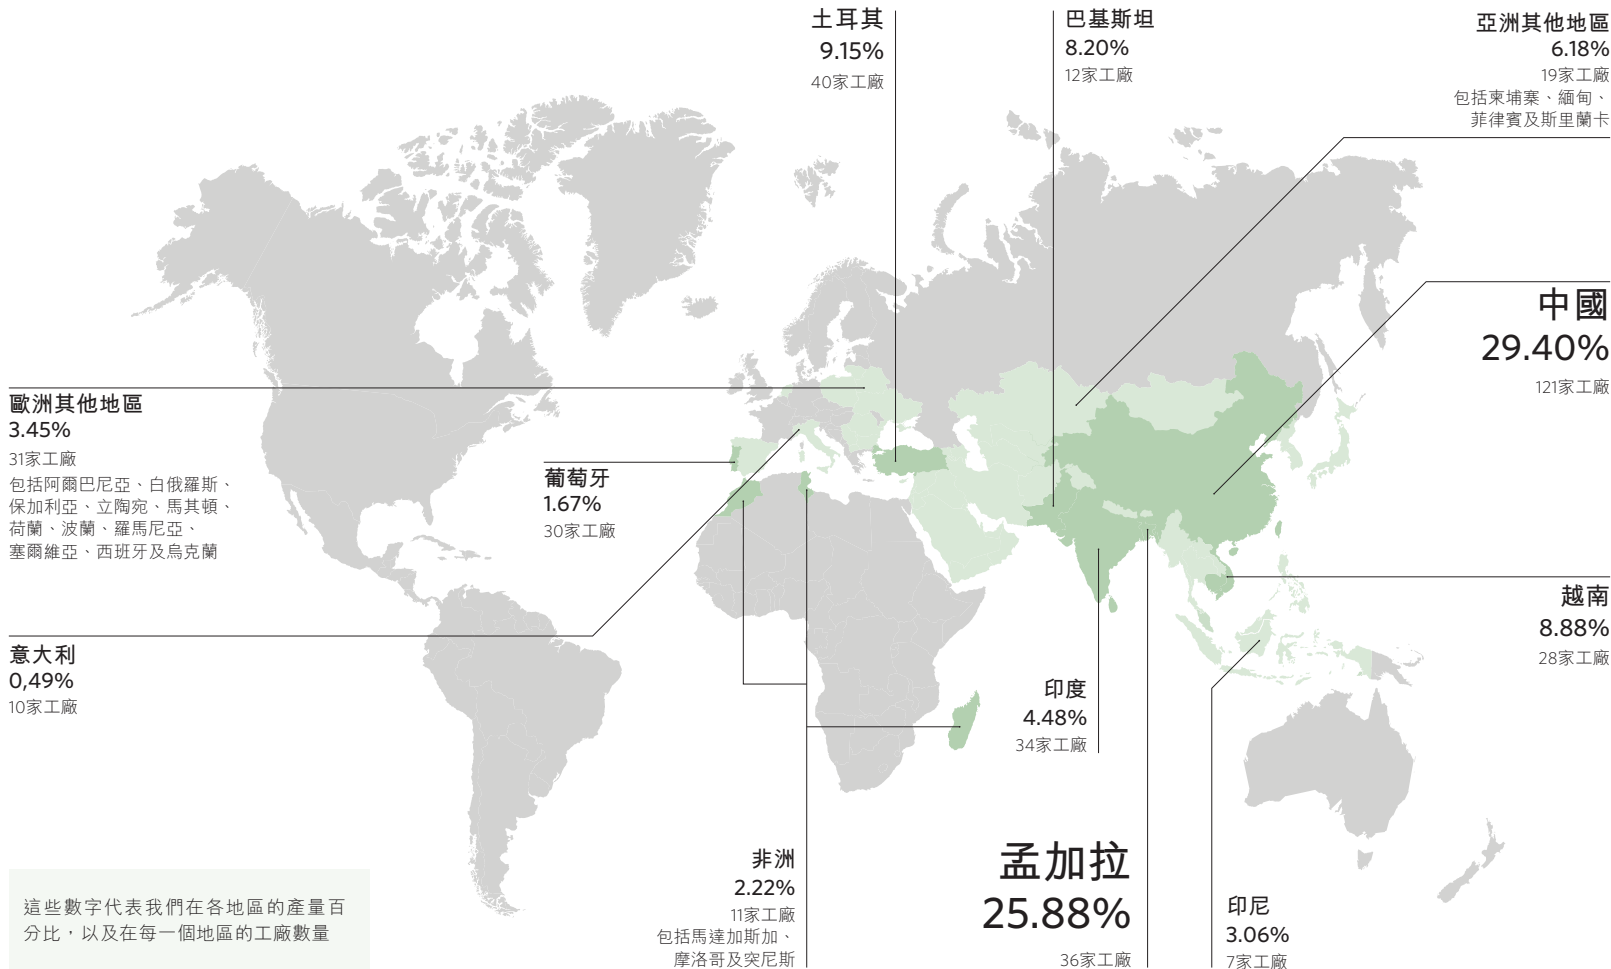 土耳其
9.15%
40家工廠
巴基斯坦
8.20%
12家工廠
亞洲其他地區
6.18%
19家工廠
包括柬埔寨、緬甸、
菲律賓及斯里蘭卡
中國
29.40%
121家工廠
歐洲其他地區
3.45%
31家工廠
包括阿爾巴尼亞、白俄羅斯、
保加利亞、立陶宛、馬其頓、
荷蘭、波蘭、羅馬尼亞、
塞爾維亞、西班牙及烏克蘭
葡萄牙
1.67%
30家工廠
越南
8.88%
28家工廠
意大利
0,49%
10家工廠
印度
4.48%
34家工廠
非洲
2.22%
11家工廠
包括馬達加斯加、
摩洛哥及突尼斯
孟加拉
25.88%
36家工廠
印尼
3.06%
7家工廠
這些數字代表我們在各地區的產量百
分比，以及在每一個地區的工廠數量